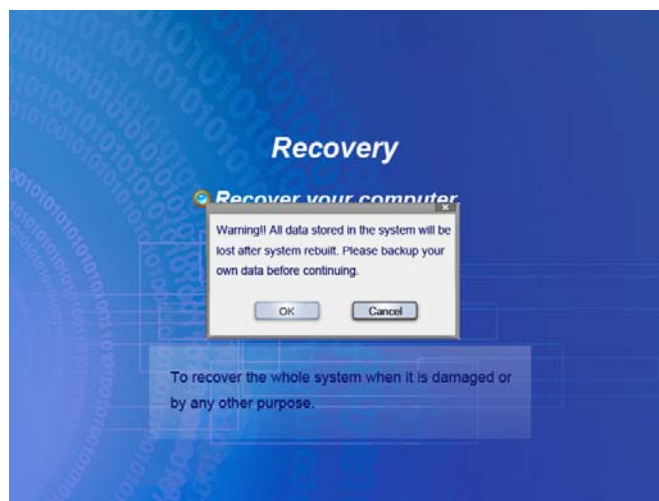 Recovery
Recover your computer
Warning!! All data stored in the system will be
lost after system rebuilt. Please backup your
own data before continuing.
OK
Cancel
To recover the whole system when it is damaged or
by any other purpose.